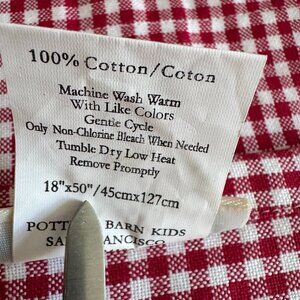 100% Cotton/Coton
Machine Wash Warm
With Like Colors
Gentle Cycle
Only Non-Chlorine Bleach When Needed
Tumble Dry Low Heat
Remove Promptly
18"x50"/45cmx127cm
BARN KIDS